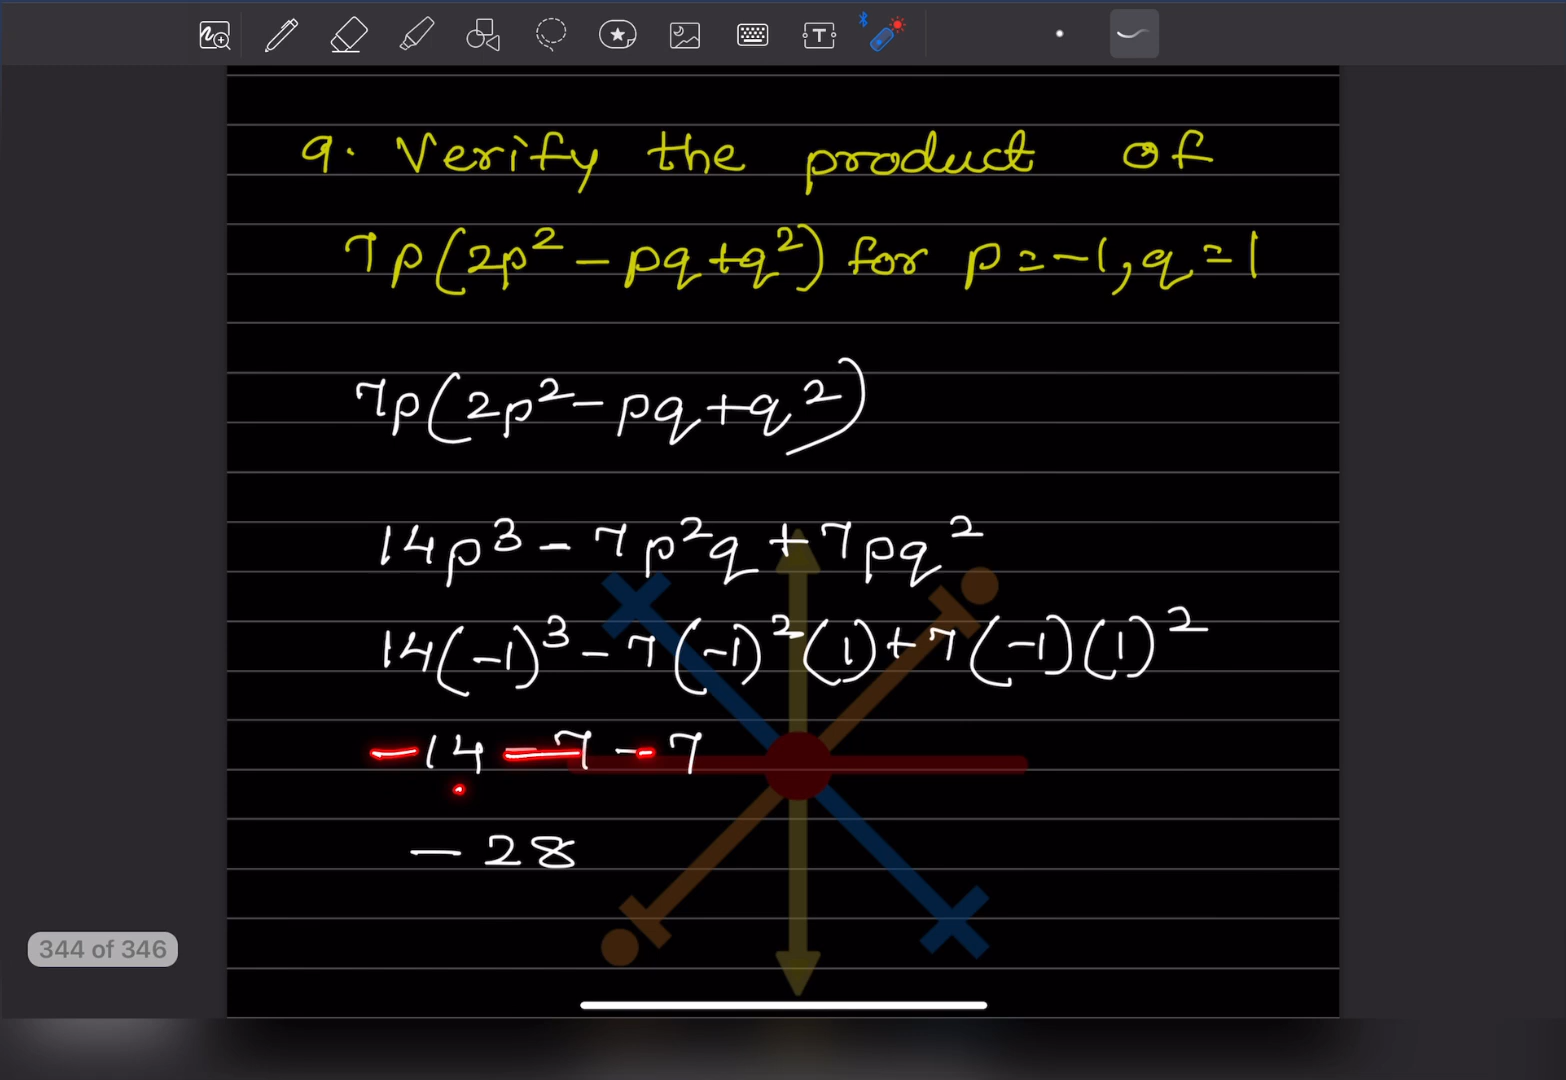 9. Verify the product of
7p(2p² - pq + q²) for p = -1, q = 1
7p(2p² - pq + q²)
14p³ - 7p²q + 7pq²
14(-1)³ - 7(-1)²(1) + 7(-1)(1)²
-14 - 7 - 7
- 28
344 of 346